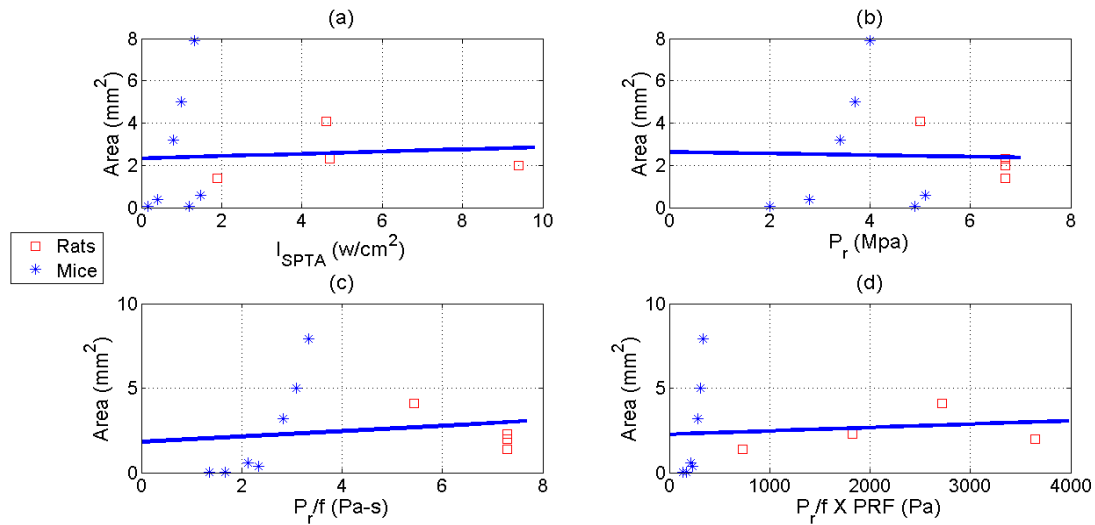 (a)
Area (mm²)
8
6
4
2
0
0 2 4 6 8 10
I_SPTA (w/cm²)
(b)
Area (mm²)
8
6
4
2
0
0 2 4 6 8
P_r (Mpa)
Rats
Mice
(c)
Area (mm²)
10
5
0
0 2 4 6 8
P_r/f (Pa-s)
(d)
Area (mm²)
10
5
0
0 1000 2000 3000 4000
P_r/f X PRF (Pa)